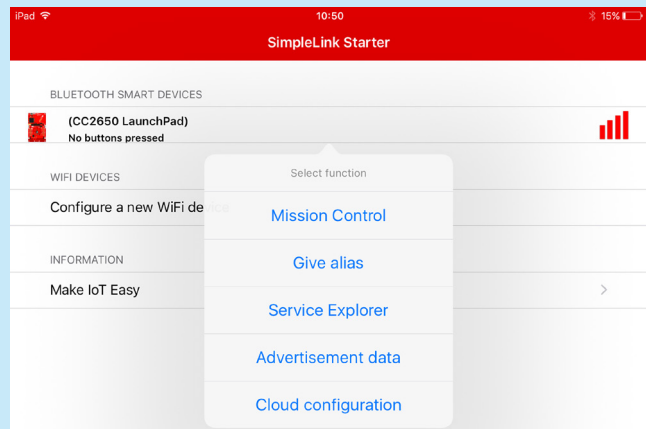 iPad 10:50 15%
SimpleLink Starter
BLUETOOTH SMART DEVICES
(CC2650 LaunchPad)
No buttons pressed
WIFI DEVICES
Select function
Configure a new WiFi device
Mission Control
Give alias
INFORMATION
Make IoT Easy
Service Explorer
Advertisement data
Cloud configuration